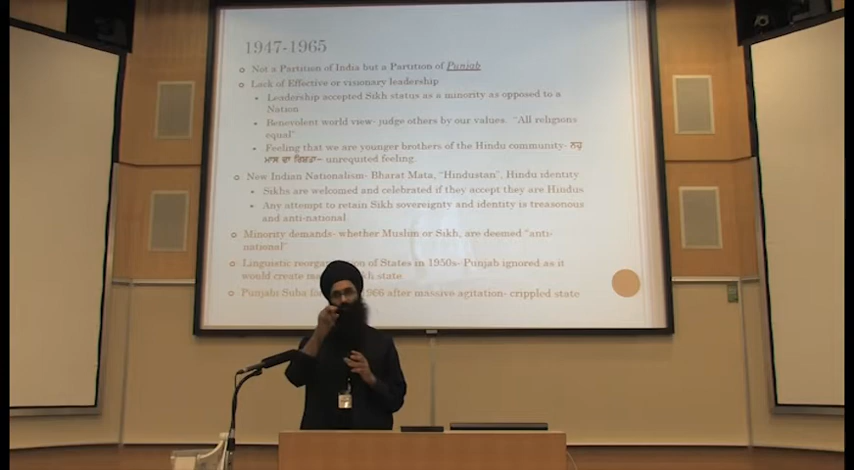 1947-1965
Not a Partition of India but a Partition of Punjab
Lack of Effective or visionary leadership
Leadership accepted Sikh status as a minority as opposed to a
Nation
Benevolent world view- judge others by our values. "All religions
equal"
Feeling that we are younger brothers of the Hindu community- ਨਹੁ
ਮਾਸ ਦਾ ਰਿਸ਼ਤਾ- unrequited feeling.
New Indian Nationalism- Bharat Mata, "Hindustan", Hindu identity
Sikhs are welcomed and celebrated if they accept they are Hindus
Any attempt to retain Sikh sovereignty and identity is treasonous
and anti-national
Minority demands- whether Muslim or Sikh, are deemed "anti-
national"
Linguistic of States in 1950s- Punjab ignored as it
would create state.
Punjabi Suba 1966 after massive agitation- crippled state